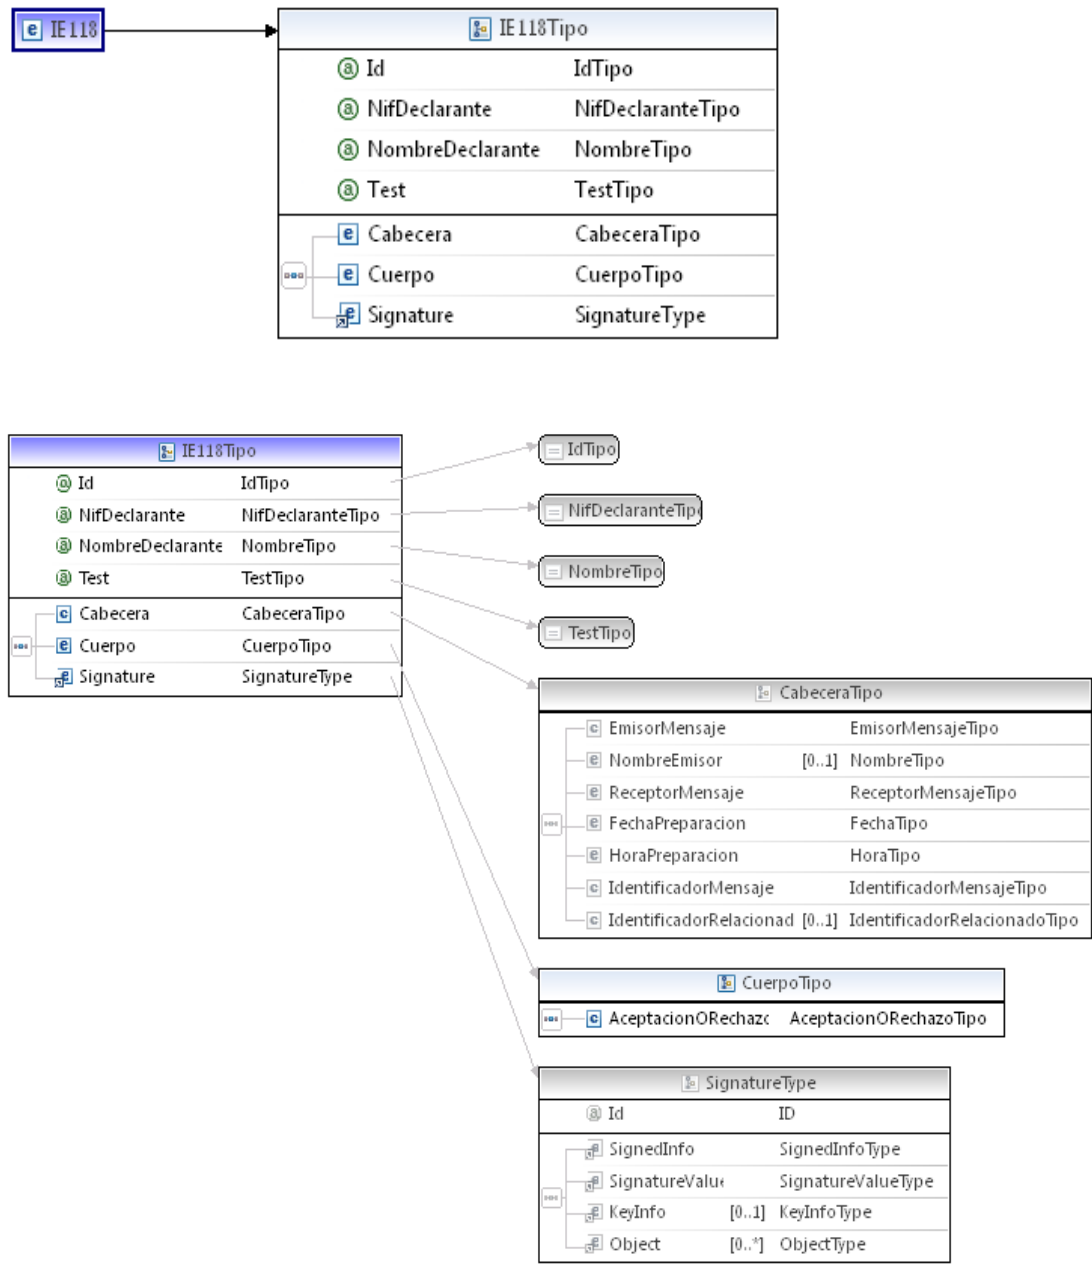 IE118
IE118Tipo
Id IdTipo
NifDeclarante NifDeclaranteTipo
NombreDeclarante NombreTipo
Test TestTipo
Cabecera CabeceraTipo
Cuerpo CuerpoTipo
Signature SignatureType
IE118Tipo
Id IdTipo
NifDeclarante NifDeclaranteTipo
NombreDeclarante NombreTipo
Test TestTipo
Cabecera CabeceraTipo
Cuerpo CuerpoTipo
Signature SignatureType
IdTipo
NifDeclaranteTipo
NombreTipo
TestTipo
CabeceraTipo
EmisorMensaje EmisorMensajeTipo
NombreEmisor [0..1] NombreTipo
ReceptorMensaje ReceptorMensajeTipo
FechaPreparacion FechaTipo
HoraPreparacion HoraTipo
IdentificadorMensaje IdentificadorMensajeTipo
IdentificadorRelacionad [0..1] IdentificadorRelacionadoTipo
CuerpoTipo
AceptacionORechazo AceptacionORechazoTipo
SignatureType
Id ID
SignedInfo SignedInfoType
SignatureValue SignatureValueType
KeyInfo [0..1] KeyInfoType
Object [0..*] ObjectType